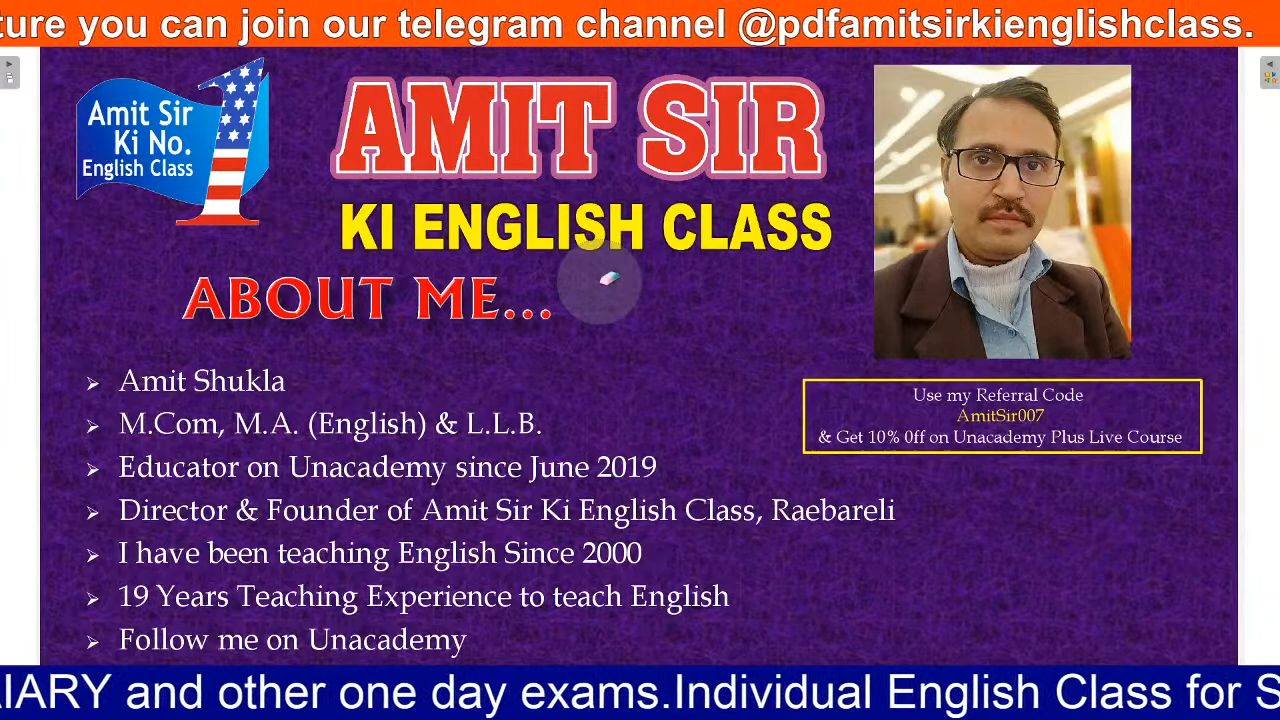 ture you can join our telegram channel @pdfamitsirkienglishclass.
Amit Sir
Ki No.
English Class
1
AMIT SIR
KI ENGLISH CLASS
ABOUT ME...
Amit Shukla
M.Com, M.A. (English) & L.L.B.
Educator on Unacademy since June 2019
Director & Founder of Amit Sir Ki English Class, Raebareli
I have been teaching English Since 2000
19 Years Teaching Experience to teach English
Follow me on Unacademy
Use my Referral Code
AmitSir007
& Get 10% 0ff on Unacademy Plus Live Course
IARY and other one day exams.Individual English Class for S